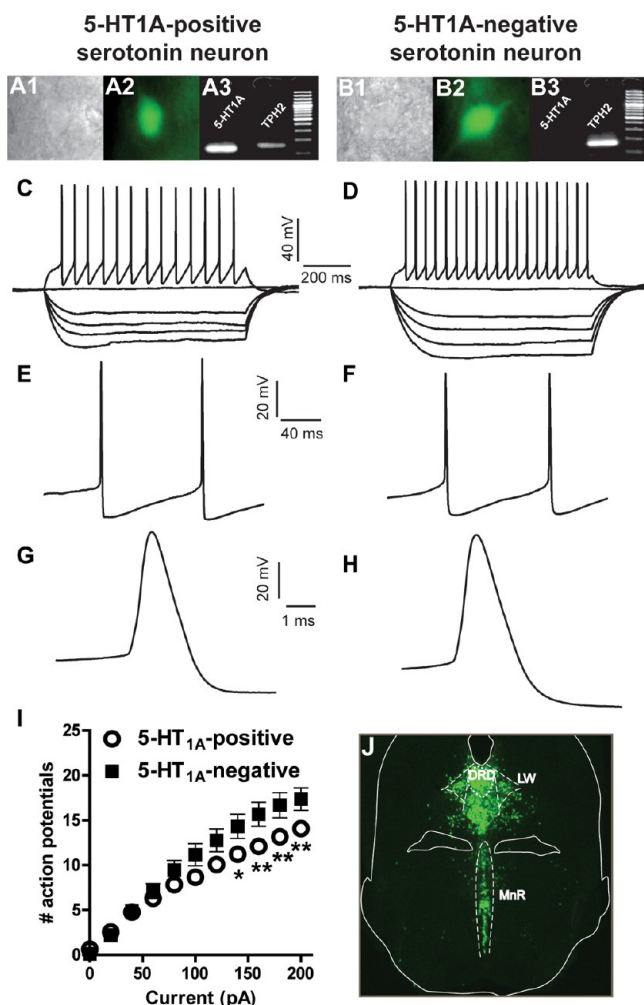 5-HT1A-positive
serotonin neuron
5-HT1A-negative
serotonin neuron
A1
A2
A3
5-HT1A
TPH2
B1
B2
B3
5-HT1A
TPH2
C
40 mV
200 ms
D
E
20 mV
40 ms
F
G
20 mV
1 ms
H
I
25
20
15
10
5
0
# action potentials
5-HT1A-positive
5-HT1A-negative
*
**
**
**
0
50
100
150
200
Current (pA)
J
DRD
LW
MnR